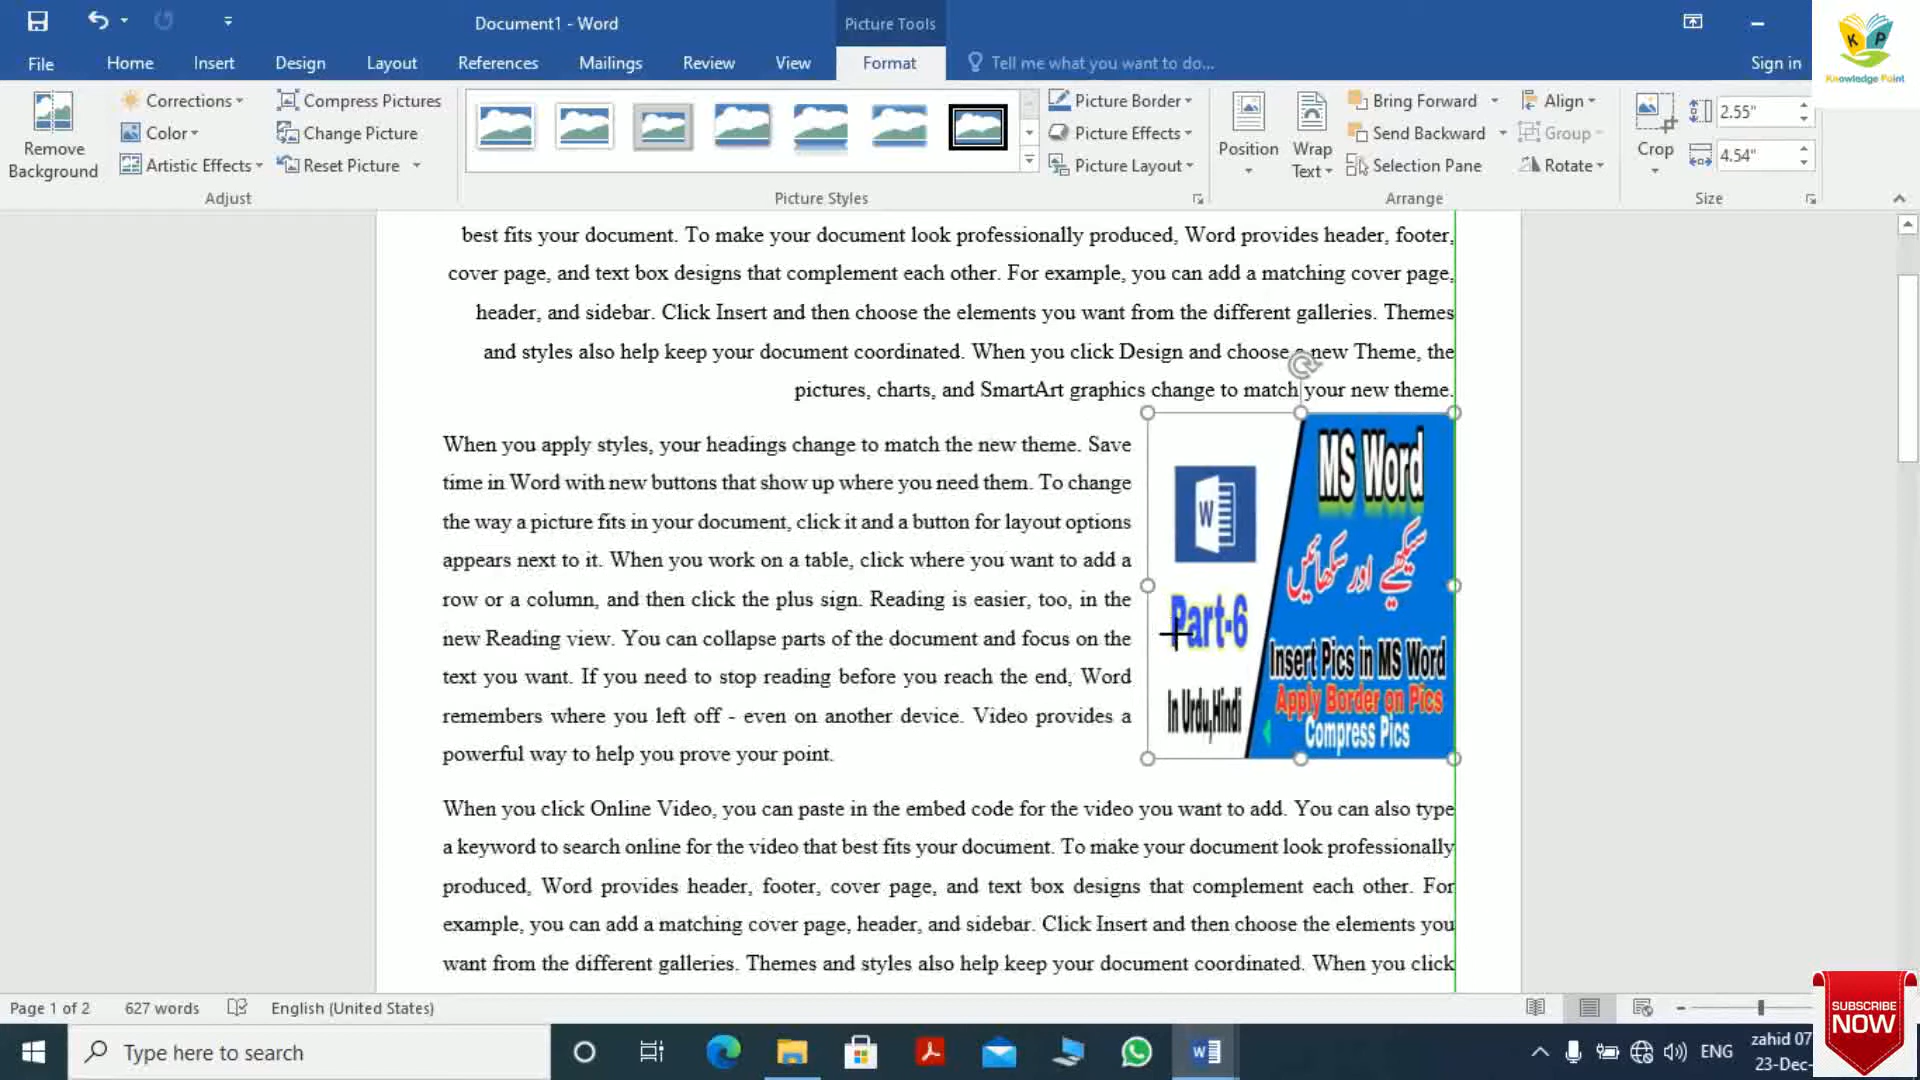 Document1 - Word
Picture Tools
File
Home
Insert
Design
Layout
References
Mailings
Review
View
Format
Tell me what you want to do...
Sign in
K P
Knowledge Point
Remove Background
Corrections
Color
Artistic Effects
Compress Pictures
Change Picture
Reset Picture
Adjust
Picture Styles
Picture Border
Picture Effects
Picture Layout
Position
Wrap Text
Bring Forward
Send Backward
Selection Pane
Align
Group
Rotate
Arrange
Crop
2.55"
4.54"
Size
best fits your document. To make your document look professionally produced, Word provides header, footer,
cover page, and text box designs that complement each other. For example, you can add a matching cover page,
header, and sidebar. Click Insert and then choose the elements you want from the different galleries. Themes
and styles also help keep your document coordinated. When you click Design and choose a new Theme, the
pictures, charts, and SmartArt graphics change to match your new theme.
When you apply styles, your headings change to match the new theme. Save
time in Word with new buttons that show up where you need them. To change
the way a picture fits in your document, click it and a button for layout options
appears next to it. When you work on a table, click where you want to add a
row or a column, and then click the plus sign. Reading is easier, too, in the
new Reading view. You can collapse parts of the document and focus on the
text you want. If you need to stop reading before you reach the end, Word
remembers where you left off - even on another device. Video provides a
powerful way to help you prove your point.
W
Part-6
In Urdu,Hindi
MS Word
سیکھیے اور سکھائیں
Insert Pics in MS Word
Apply Border on Pics
Compress Pics
When you click Online Video, you can paste in the embed code for the video you want to add. You can also type
a keyword to search online for the video that best fits your document. To make your document look professionally
produced, Word provides header, footer, cover page, and text box designs that complement each other. For
example, you can add a matching cover page, header, and sidebar. Click Insert and then choose the elements you
want from the different galleries. Themes and styles also help keep your document coordinated. When you click
Page 1 of 2
627 words
English (United States)
SUBSCRIBE
NOW
Type here to search
ENG
zahid 07
23-Dec-